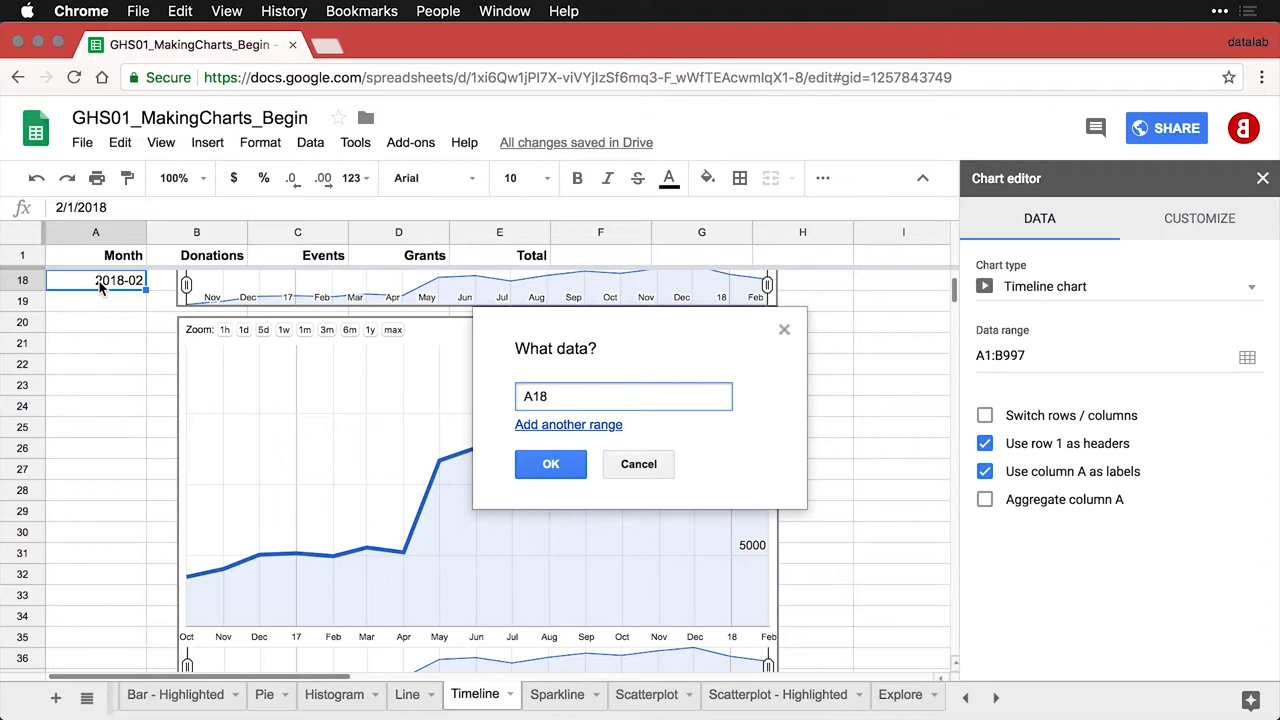 Chrome File Edit View History Bookmarks People Window Help
GHS01_MakingCharts_Begin -
datalab
Secure https://docs.google.com/spreadsheets/d/1xi6Qw1jPI7X-viVYjIzSf6mq3-F_wWfTEAcwmIqX1-8/edit#gid=1257843749
GHS01_MakingCharts_Begin
File Edit View Insert Format Data Tools Add-ons Help All changes saved in Drive
SHARE
100% $ % .0 .00 123 Arial 10 B I S A
fx 2/1/2018
A B C D E F G H I
1 Month Donations Events Grants Total
18 2018-02
Nov Dec 17 Feb Mar Apr May Jun Jul Aug Sep Oct Nov Dec 18 Feb
19
20
Zoom: 1h 1d 5d 1w 1m 3m 6m 1y max
21
22
23
24
25
26
27
28
29
30
31
32
33
34
35
36
5000
Oct Nov Dec 17 Feb Mar Apr May Jun Jul Aug Sep Oct Nov Dec 18 Feb
What data?
A18
Add another range
OK Cancel
Chart editor
DATA CUSTOMIZE
Chart type
Timeline chart
Data range
A1:B997
Switch rows / columns
Use row 1 as headers
Use column A as labels
Aggregate column A
Bar - Highlighted Pie Histogram Line Timeline Sparkline Scatterplot Scatterplot - Highlighted Explore